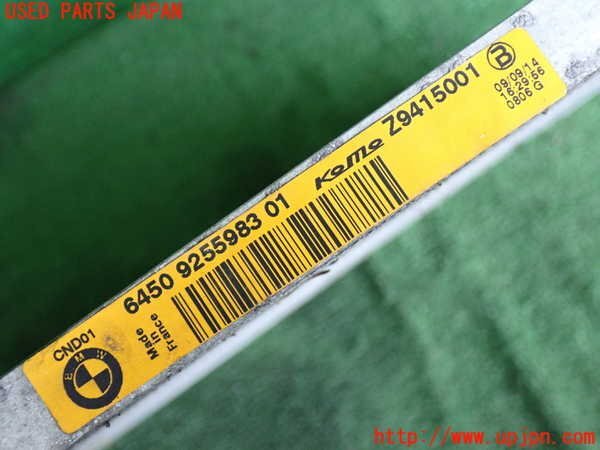 USED PARTS JAPAN
CND01
BMW
Made in France
6450 9255983 01
KOMO Z9415001
B
09/09/14
16:29:56
0806 G
http://www.upjpn.com/